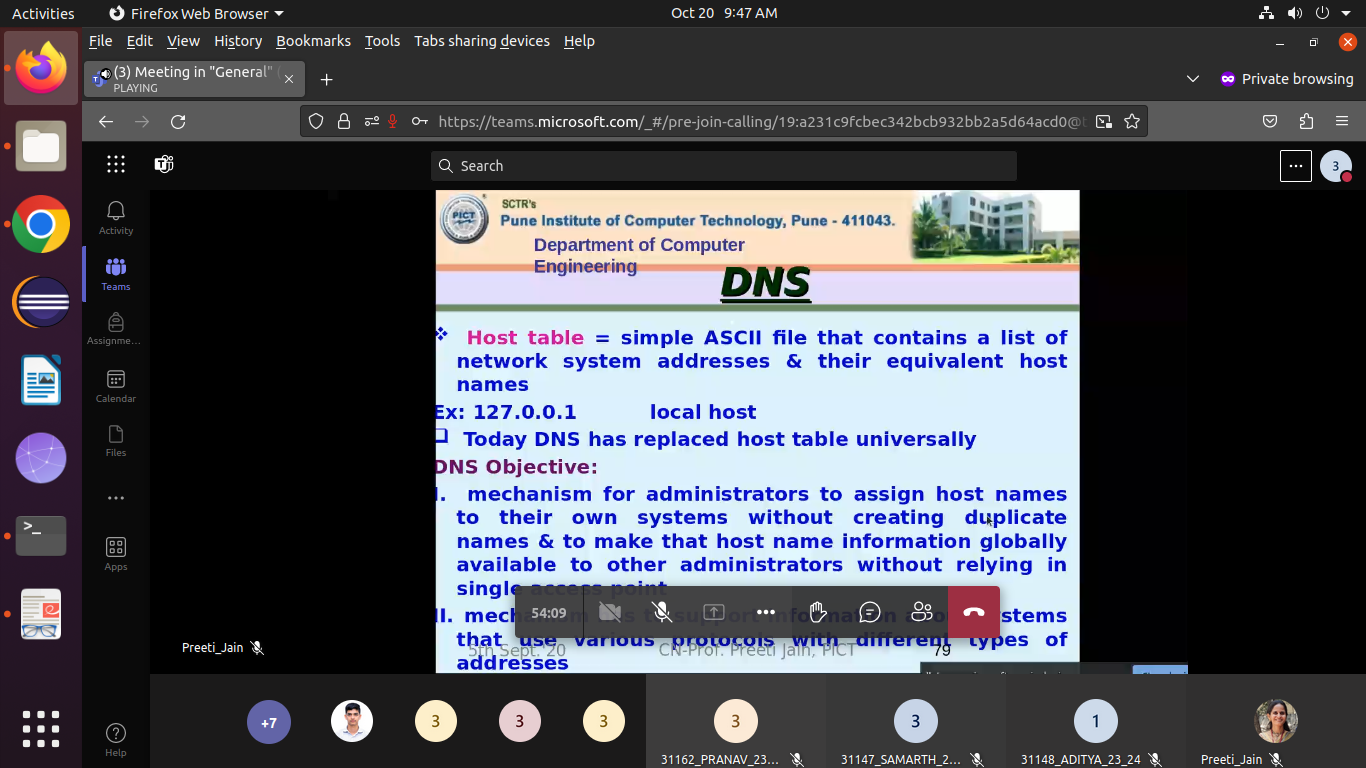 Activities
Firefox Web Browser
Oct 20 9:47 AM
File Edit View History Bookmarks Tools Tabs sharing devices Help
(3) Meeting in "General"
PLAYING
Private browsing
https://teams.microsoft.com/_#/pre-join-calling/19:a231c9fcbec342bcb932bb2a5d64acd0@t
Search
3
Activity
Teams
Assignme...
Calendar
Files
Apps
Help
SCTR's
PICT
Pune Institute of Computer Technology, Pune - 411043.
Department of Computer
Engineering
DNS
Host table = simple ASCII file that contains a list of
network system addresses & their equivalent host
names
Ex: 127.0.0.1 local host
Today DNS has replaced host table universally
DNS Objective:
I. mechanism for administrators to assign host names
to their own systems without creating duplicate
names & to make that host name information globally
available to other administrators without relying in
single access point
II. support information systems
that use various protocols with different types of
addresses
5th Sept. 20 CN-Prof. Preeti Jain, PICT 79
54:09
Preeti_Jain
+7
3
3
3
3
3
1
31162_PRANAV_23...
31147_SAMARTH_2...
31148_ADITYA_23_24
Preeti_Jain